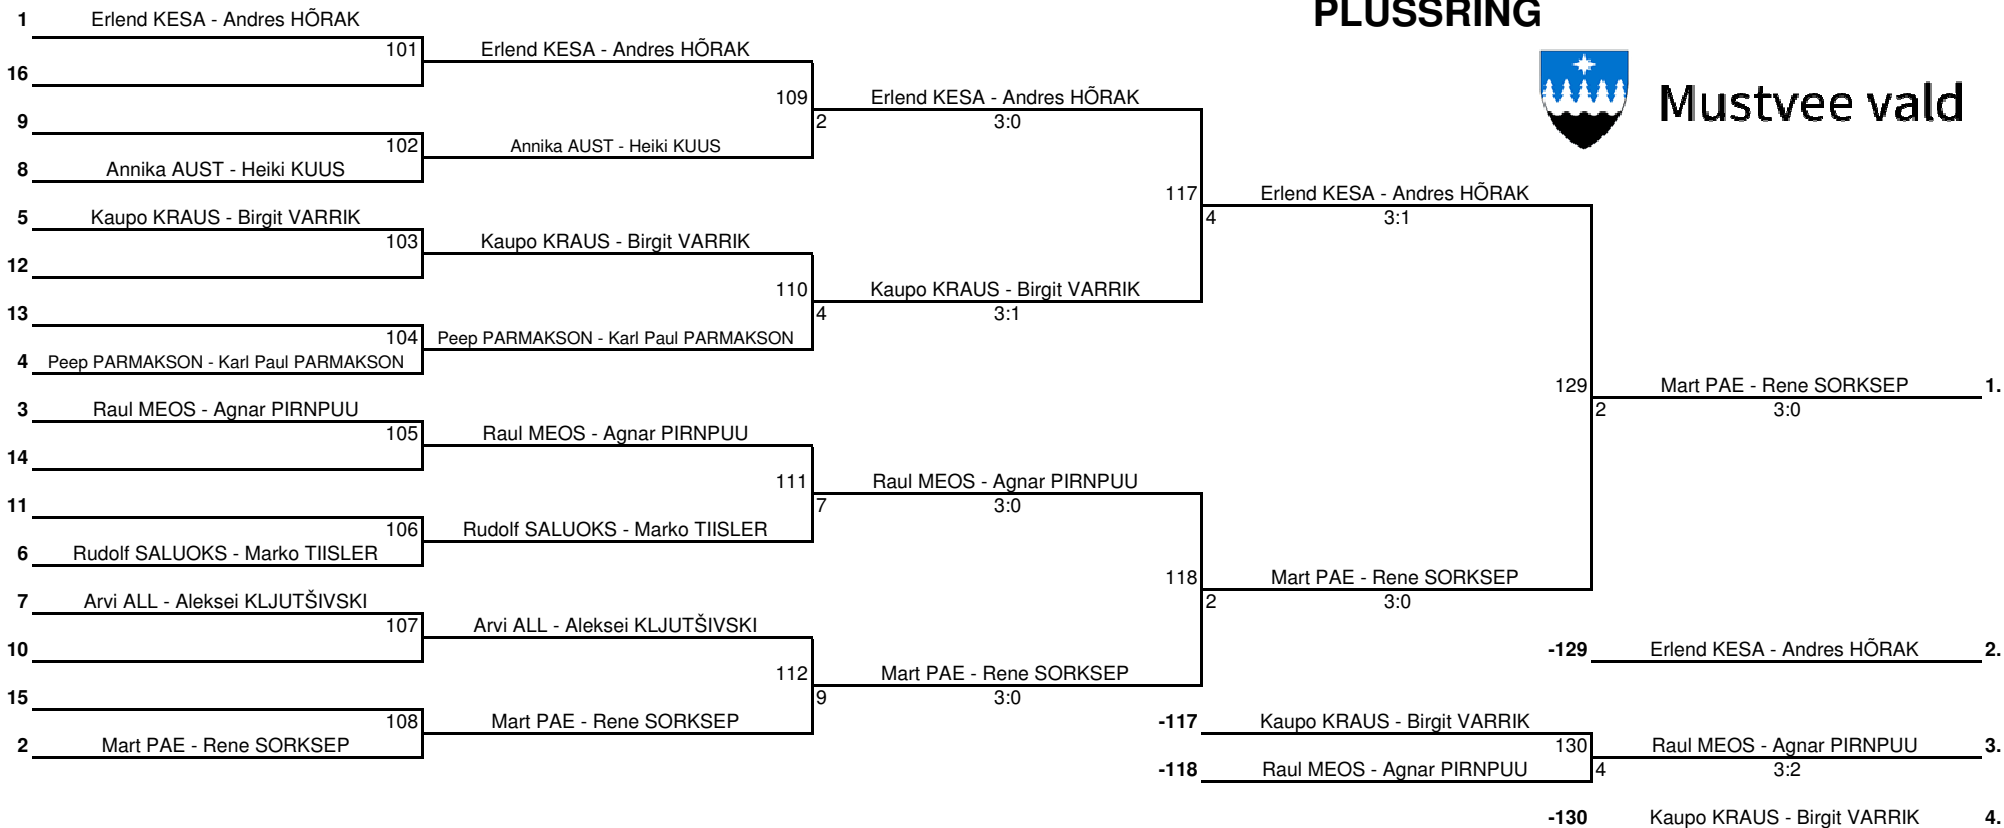 PLUSSRING
Mustvee vald
1 Erlend KESA - Andres HÕRAK
101 Erlend KESA - Andres HÕRAK
16
109 Erlend KESA - Andres HÕRAK
2 3:0
9
102 Annika AUST - Heiki KUUS
8 Annika AUST - Heiki KUUS
117 Erlend KESA - Andres HÕRAK
4 3:1
5 Kaupo KRAUS - Birgit VARRIK
103 Kaupo KRAUS - Birgit VARRIK
12
110 Kaupo KRAUS - Birgit VARRIK
4 3:1
13
104 Peep PARMAKSON - Karl Paul PARMAKSON
4 Peep PARMAKSON - Karl Paul PARMAKSON
129 Mart PAE - Rene SORKSEP 1.
2 3:0
3 Raul MEOS - Agnar PIRNPUU
105 Raul MEOS - Agnar PIRNPUU
14
111 Raul MEOS - Agnar PIRNPUU
7 3:0
11
106 Rudolf SALUOKS - Marko TIISLER
6 Rudolf SALUOKS - Marko TIISLER
118 Mart PAE - Rene SORKSEP
2 3:0
7 Arvi ALL - Aleksei KLJUTŠIVSKI
107 Arvi ALL - Aleksei KLJUTŠIVSKI
10
-129 Erlend KESA - Andres HÕRAK 2.
112 Mart PAE - Rene SORKSEP
9 3:0
15
108 Mart PAE - Rene SORKSEP
2 Mart PAE - Rene SORKSEP
-117 Kaupo KRAUS - Birgit VARRIK
130 Raul MEOS - Agnar PIRNPUU 3.
-118 Raul MEOS - Agnar PIRNPUU
4 3:2
-130 Kaupo KRAUS - Birgit VARRIK 4.